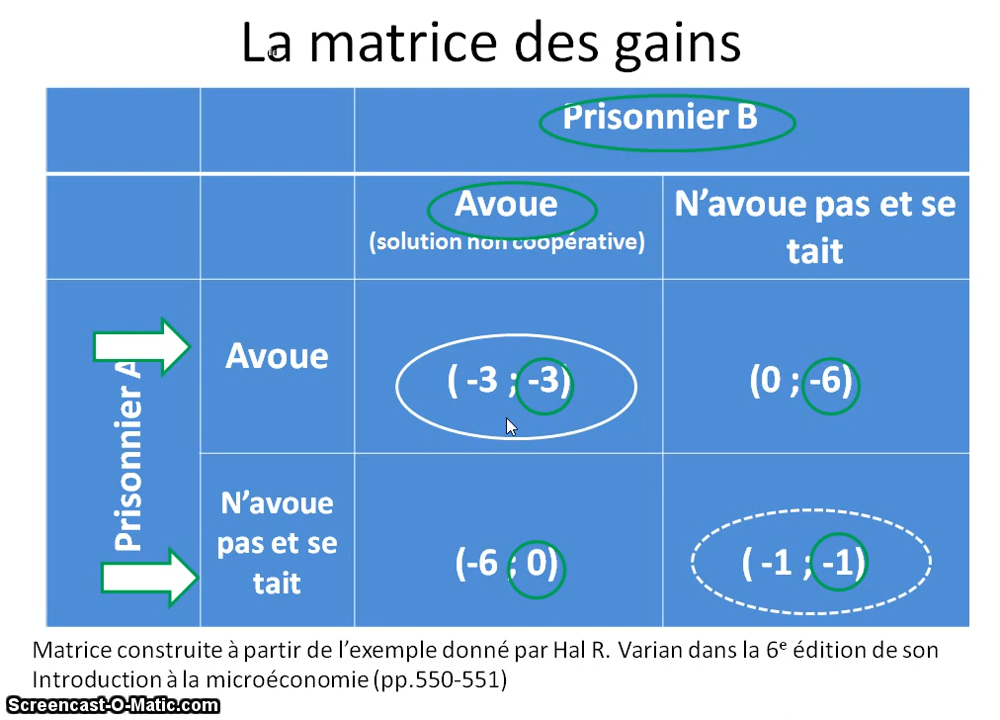 La matrice des gains
Prisonnier B
Avoue
(solution non coopérative)
N'avoue pas et se
tait
Prisonnier A
Avoue
( -3 ; -3)
(0 ; -6)
N'avoue
pas et se
tait
(-6 ; 0)
( -1 ; -1)
Matrice construite à partir de l'exemple donné par Hal R. Varian dans la 6e édition de son
Introduction à la microéconomie (pp.550-551)
Screencast-O-Matic.com